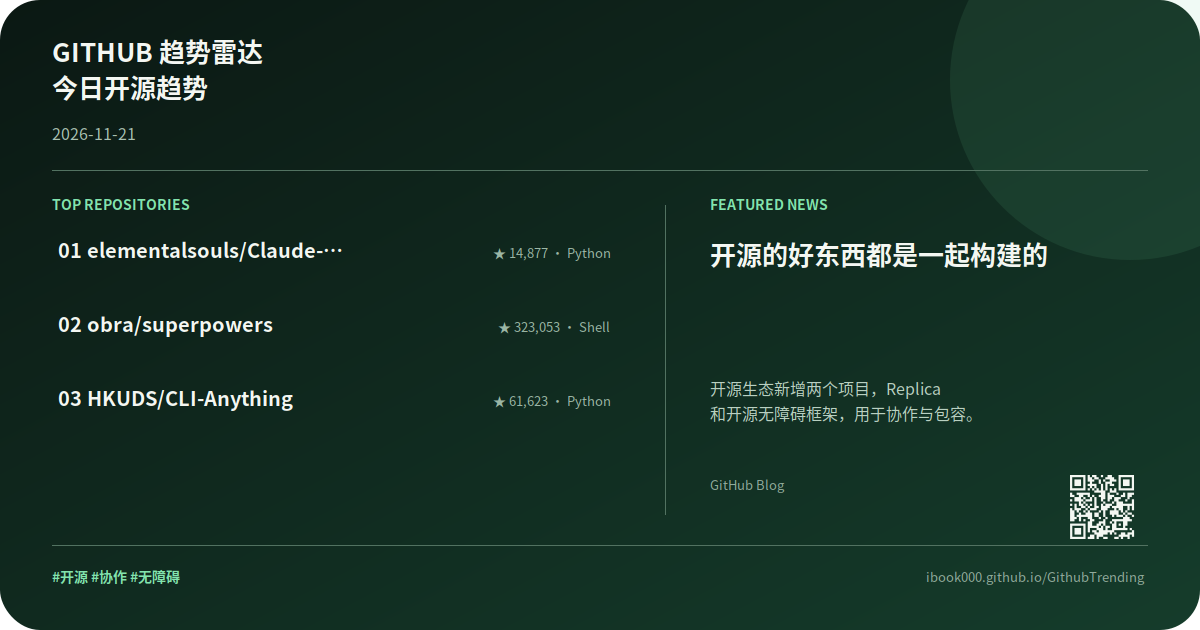 GITHUB 趋势雷达
今日开源趋势
2026-11-21
TOP REPOSITORIES
01 elementalsouls/Claude-···
★ 14,877 · Python
02 obra/superpowers
★ 323,053 · Shell
03 HKUDS/CLI-Anything
★ 61,623 · Python
FEATURED NEWS
开源的好东西都是一起构建的
开源生态新增两个项目，Replica
和开源无障碍框架，用于协作与包容。
GitHub Blog
#开源 #协作 #无障碍
ibook000.github.io/GithubTrending